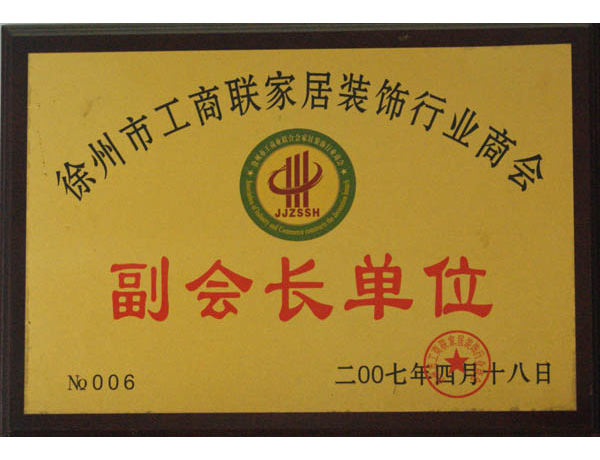 徐州市工商联家居装饰行业商会
JJZSSH
副会长单位
№006
二00七年四月十八日